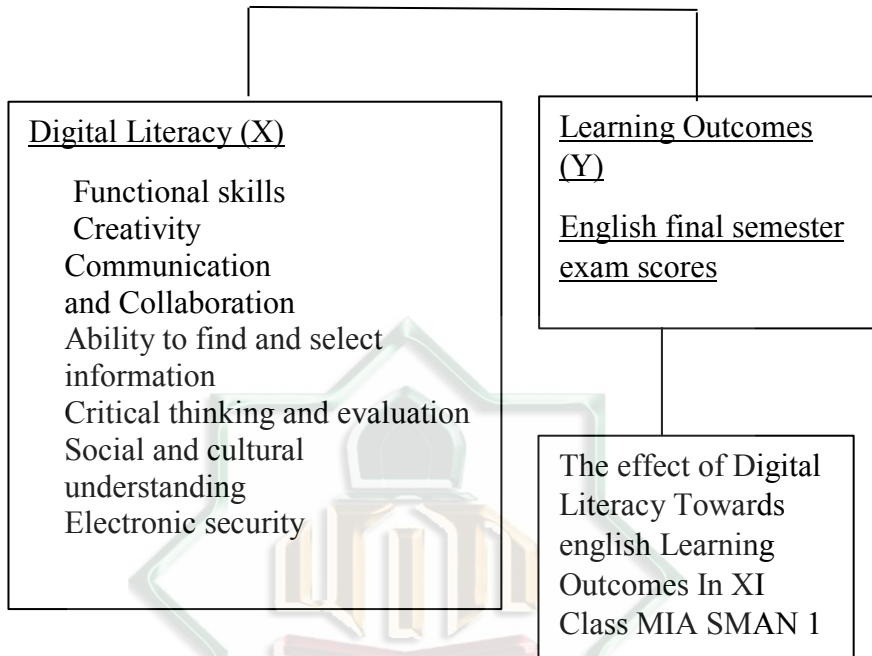 Digital Literacy (X)
Functional skills
Creativity
Communication
and Collaboration
Ability to find and select
information
Critical thinking and evaluation
Social and cultural
understanding
Electronic security
Learning Outcomes
(Y)
English final semester
exam scores
The effect of Digital
Literacy Towards
english Learning
Outcomes In XI
Class MIA SMAN 1